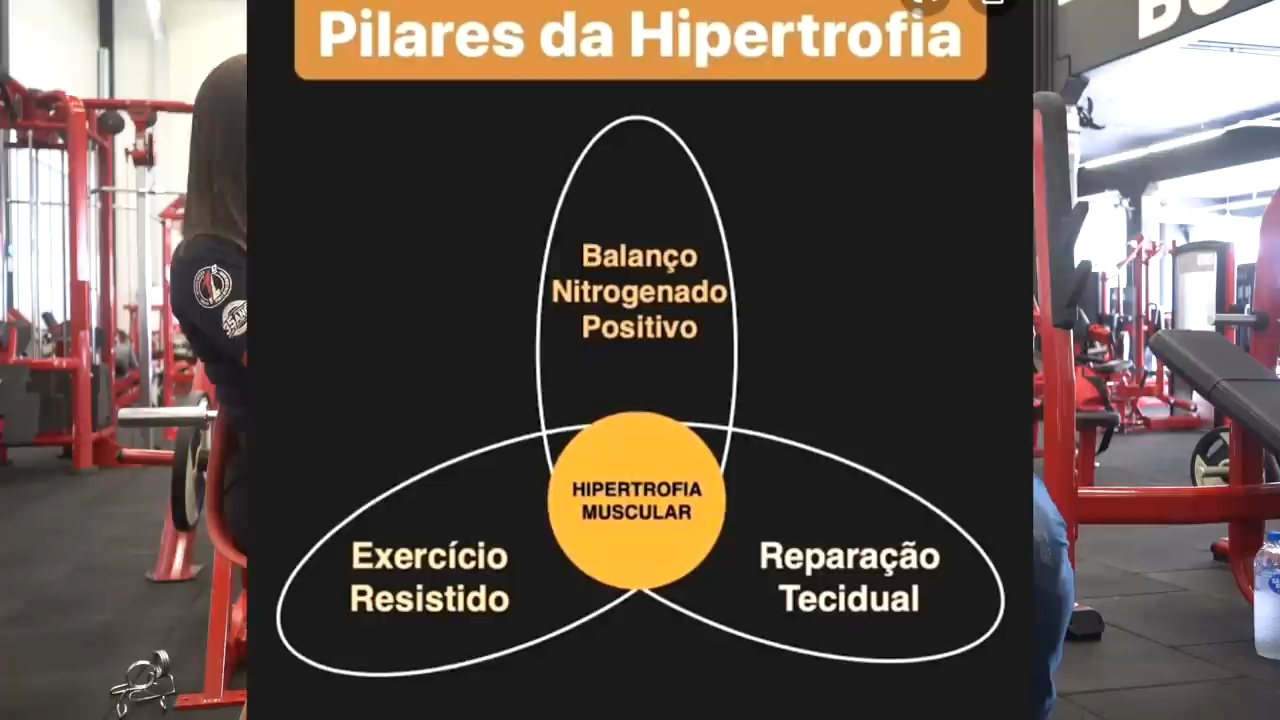 Pilares da Hipertrofia
Balanço
Nitrogenado
Positivo
HIPERTROFIA
MUSCULAR
Exercício
Resistido
Reparação
Tecidual